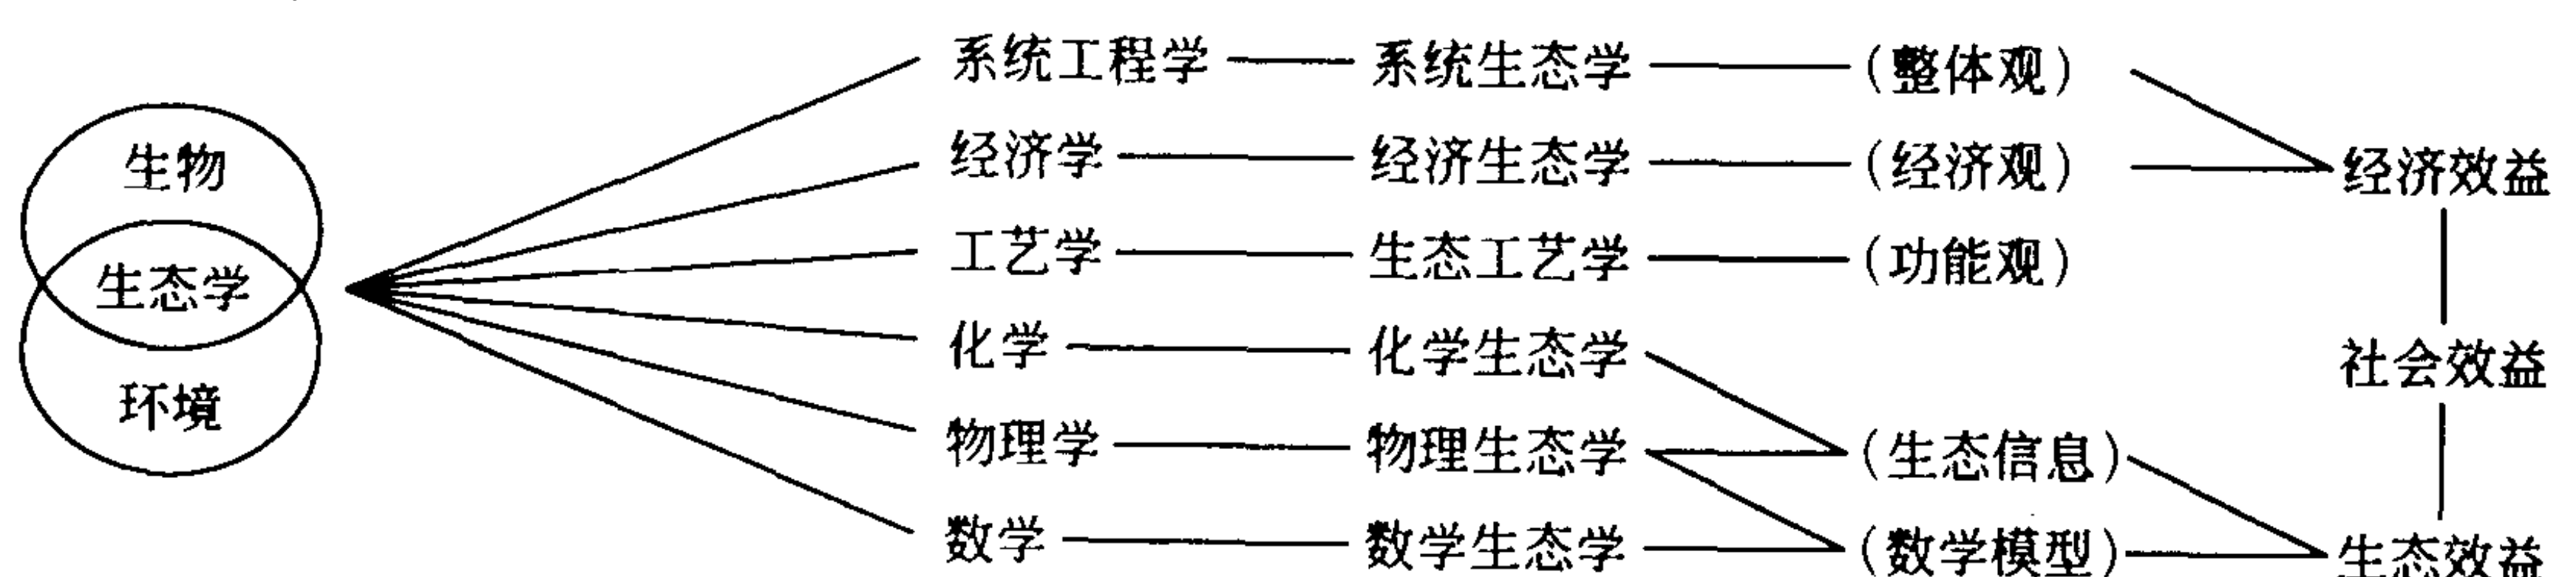 系统工程学 系统生态学 (整体观)
生物 经济学 经济生态学 (经济观) 经济效益
生态学 工艺学 生态工艺学 (功能观)
化学 化学生态学 社会效益
环境 物理学 物理生态学 (生态信息)
数学 数学生态学 (数学模型) 生态效益